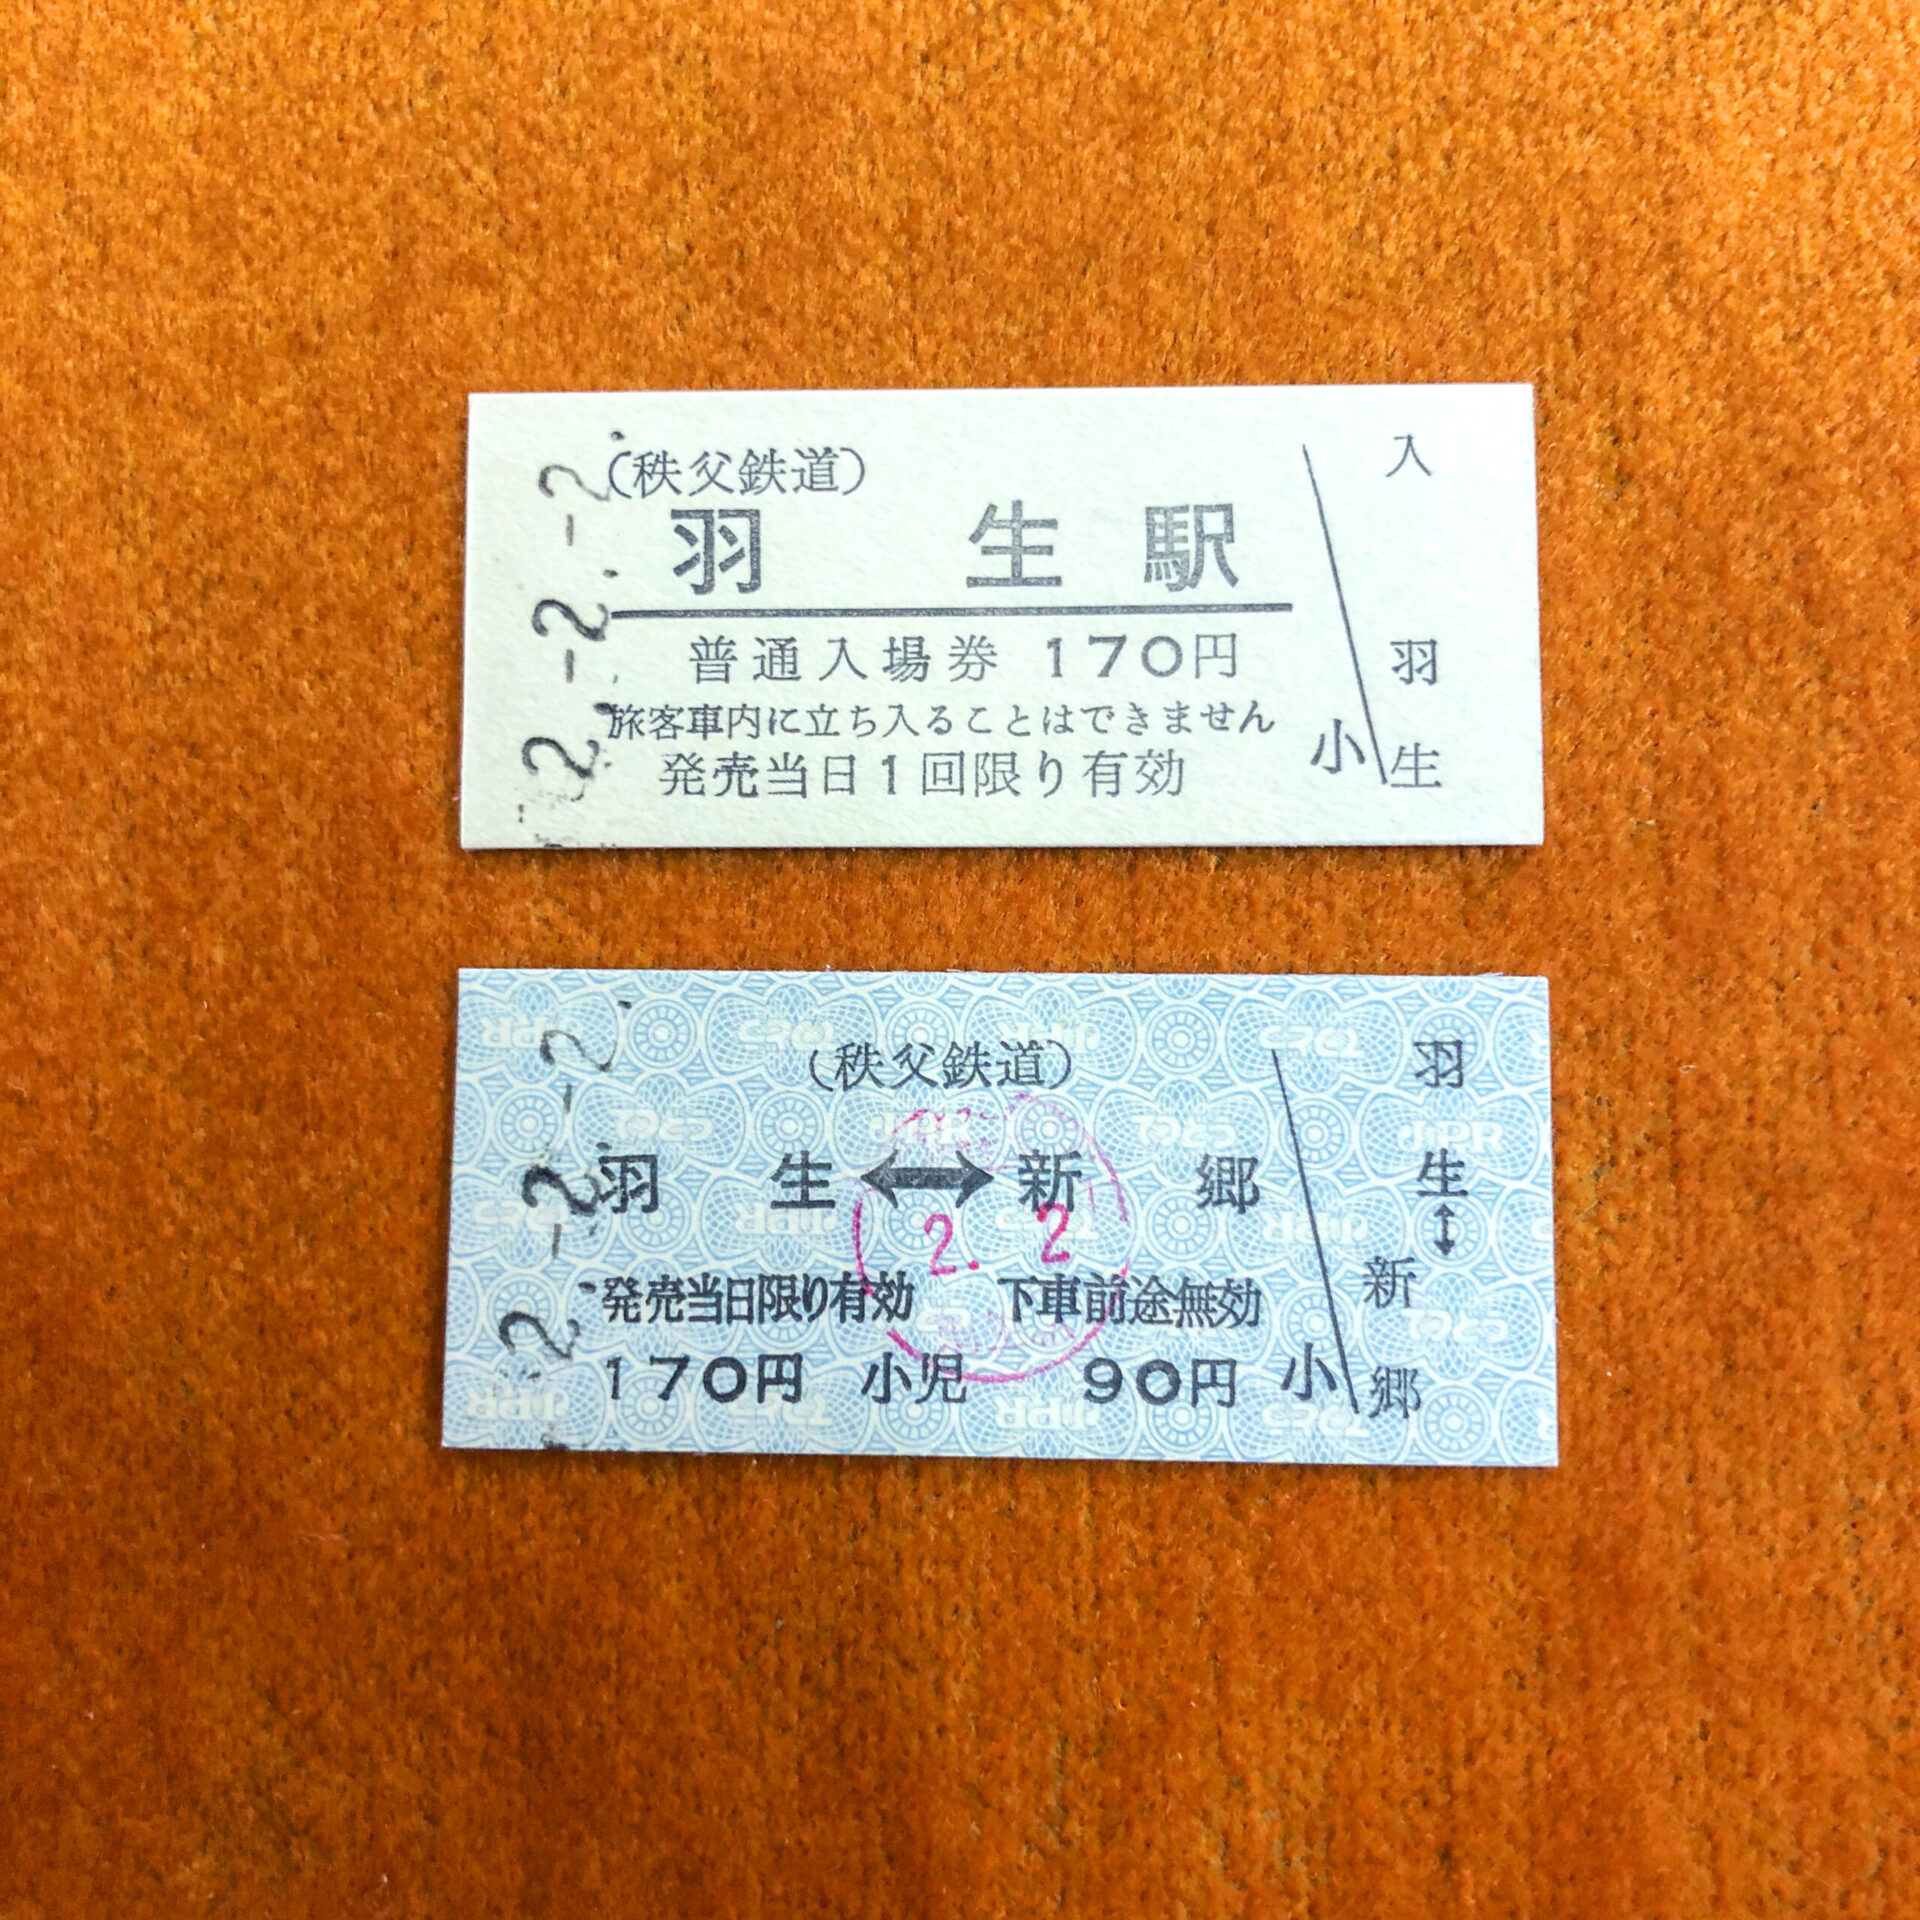 2.-2.-2.
(秩父鉄道)
羽生駅
普通入場券 170円
旅客車内に立ち入ることはできません
発売当日1回限り有効
小
入
羽生
2.-2.-2.
(秩父鉄道)
羽生↔新郷
2. 2
発売当日限り有効 下車前途無効
170円 小児 90円
小
羽生↕新郷